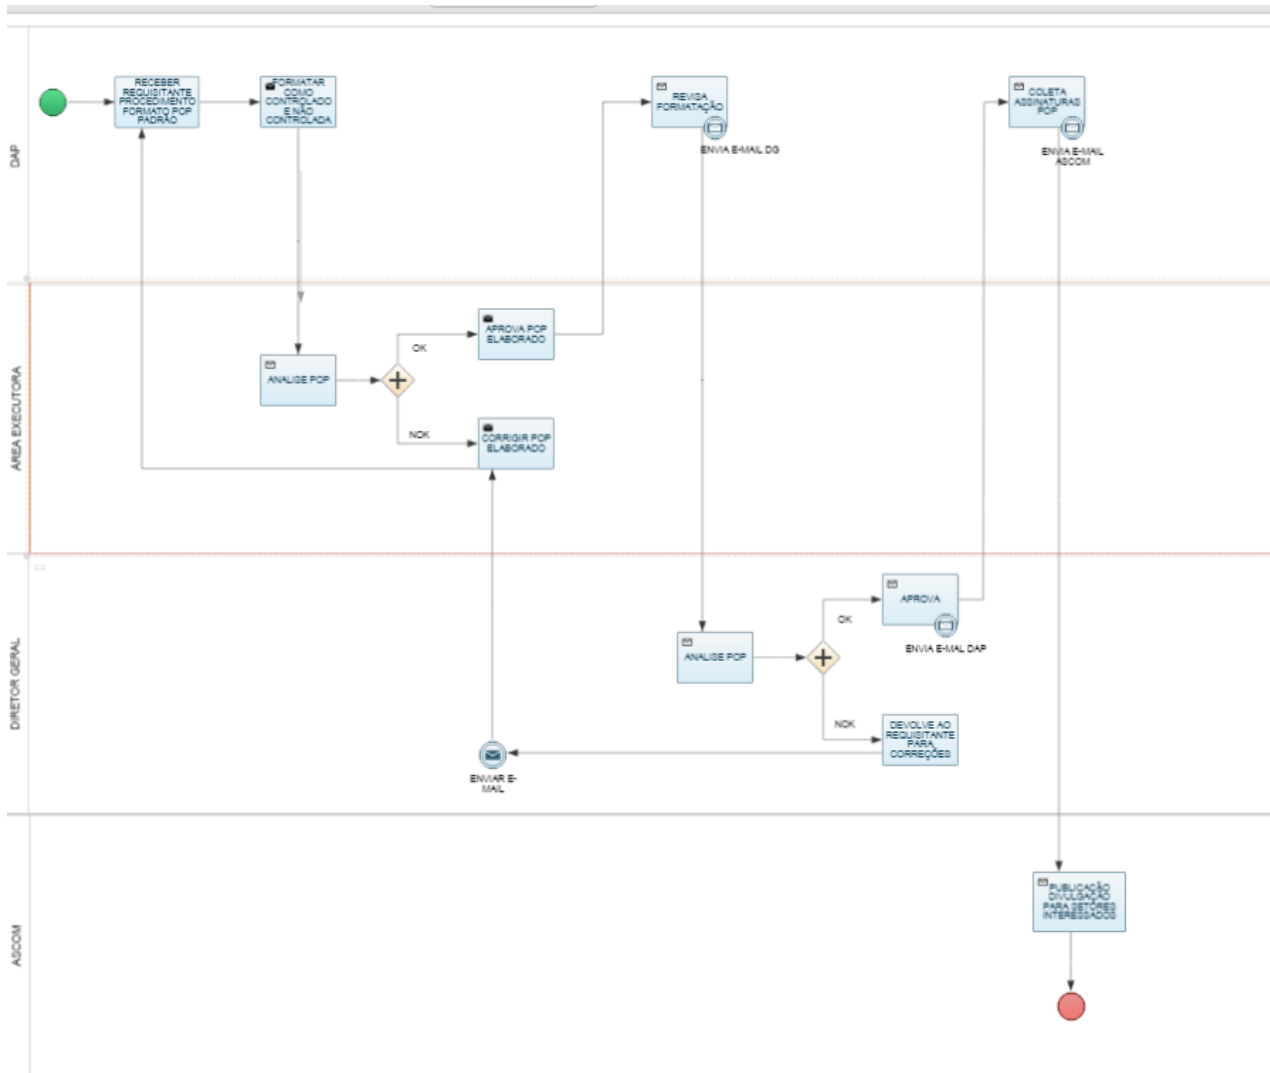 DAP
RECEBER
REQUISITANTE
PROCEDIMENTO
FORMATO POP
PADRÃO
FORMATAR
COMO
CONTROLADO
E NÃO
CONTROLADA
REVISA
FORMATAÇÃO
ENVIA E-MAIL DG
COLETA
ASSINATURAS
POP
ENVIA E-MAIL
ASCOM
AREA EXECUTORA
ANALISE POP
OK
APROVA POP
ELABORADO
NOK
CORRIGIR POP
ELABORADO
DIRETOR GERAL
ANALISE POP
OK
APROVA
ENVIA E-MAL DAP
NOK
DEVOLVE AO
REQUISITANTE
PARA
CORREÇÕES
ENVIAR E-
MAIL
ASCOM
PUBLICAÇÃO
DIVULGAÇÃO
PARA SETORES
INTERESSADOS